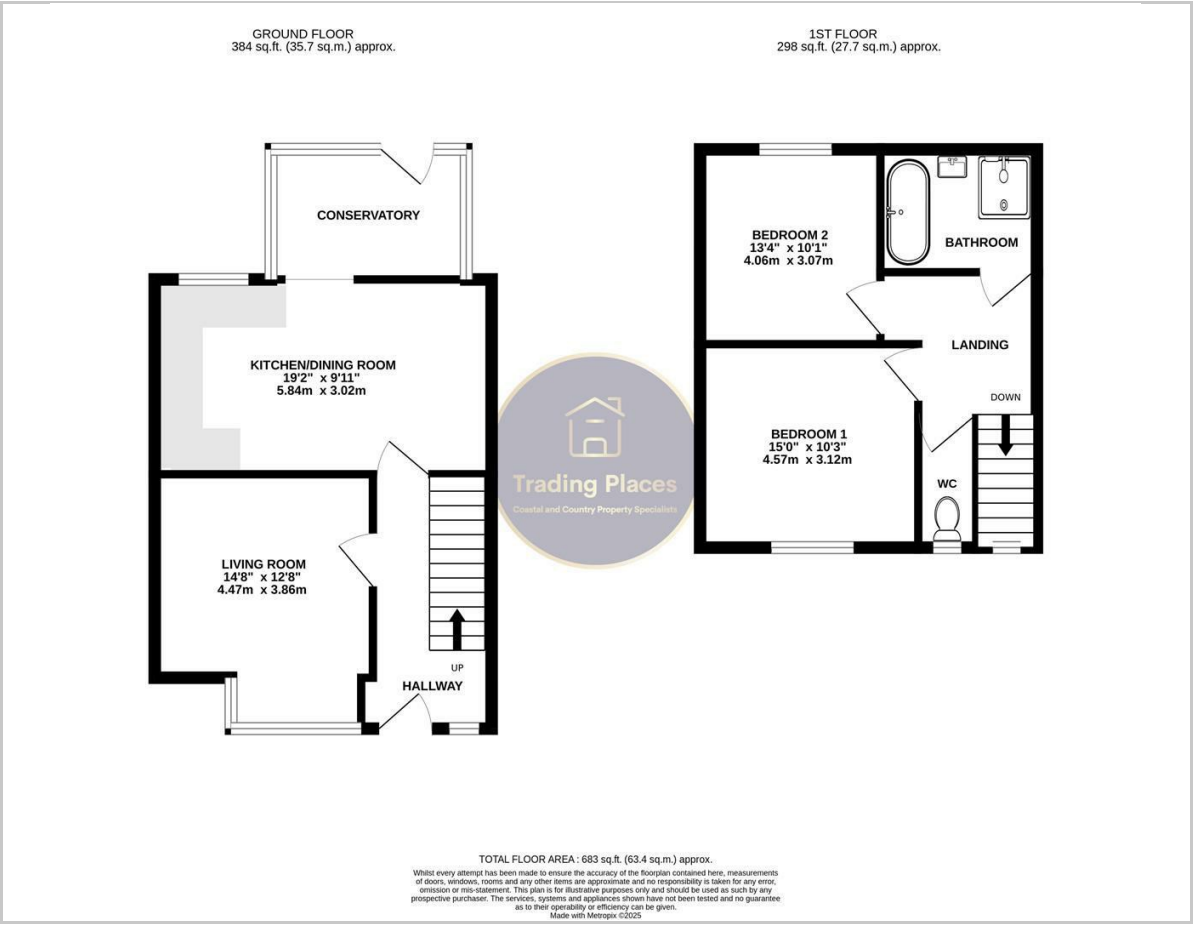 GROUND FLOOR
384 sq.ft. (35.7 sq.m.) approx.
1ST FLOOR
298 sq.ft. (27.7 sq.m.) approx.
CONSERVATORY
KITCHEN/DINING ROOM
19'2" x 9'11"
5.84m x 3.02m
LIVING ROOM
14'8" x 12'8"
4.47m x 3.86m
UP
HALLWAY
Trading Places
Coastal and Country Property Specialists
BEDROOM 2
13'4" x 10'1"
4.06m x 3.07m
BATHROOM
LANDING
DOWN
BEDROOM 1
15'0" x 10'3"
4.57m x 3.12m
WC
TOTAL FLOOR AREA : 683 sq.ft. (63.4 sq.m.) approx.
Whilst every attempt has been made to ensure the accuracy of the floorplan contained here, measurements
of doors, windows, rooms and any other items are approximate and no responsibility is taken for any error,
omission or mis-statement. This plan is for illustrative purposes only and should be used as such by any
prospective purchaser. The services, systems and appliances shown have not been tested and no guarantee
as to their operability or efficiency can be given.
Made with Metropix ©2025